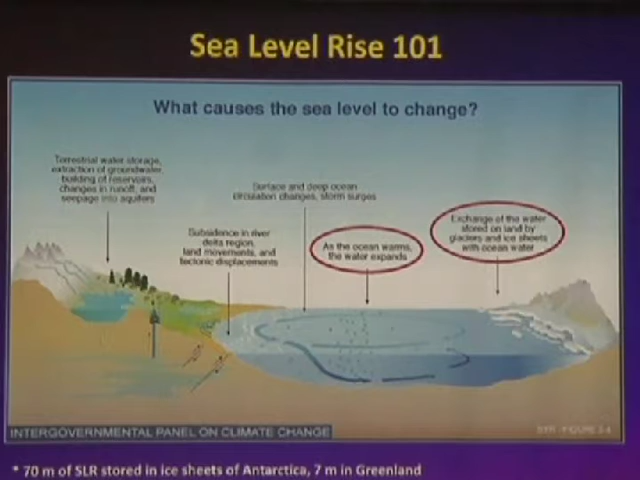 Sea Level Rise 101
What causes the sea level to change?
Terrestrial water storage,
extraction of groundwater
building of reservoirs,
changes in runoff, and
seepage into aquifers
Surface and deep ocean
circulation changes, storm surges
Subsidence in river
delta region,
land movements, and
tectonic displacements
As the ocean warms,
the water expands
Exchange of the water
stored on land by
glaciers and ice sheets
with ocean water
INTERGOVERNMENTAL PANEL ON CLIMATE CHANGE
FIGURE
* 70 m of SLR stored in ice sheets of Antarctica, 7 m in Greenland